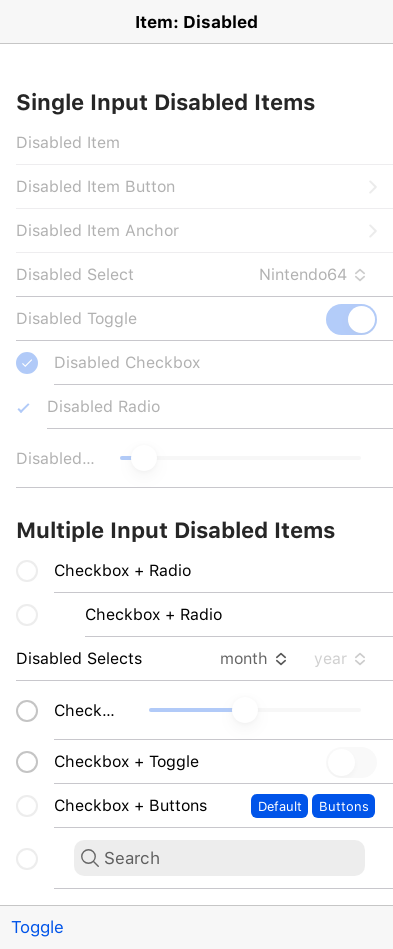 Item: Disabled
Single Input Disabled Items
Disabled Item
Disabled Item Button
Disabled Item Anchor
Disabled Select Nintendo64
Disabled Toggle
Disabled Checkbox
Disabled Radio
Disabled...
Multiple Input Disabled Items
Checkbox + Radio
Checkbox + Radio
Disabled Selects month year
Check...
Checkbox + Toggle
Checkbox + Buttons Default Buttons
Search
Toggle